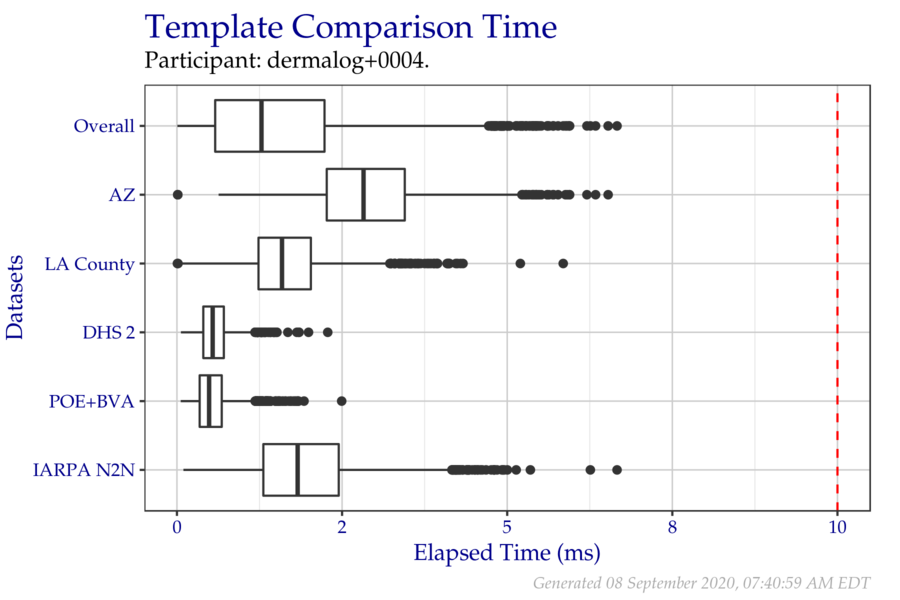 Template Comparison Time
Participant: dermalog+0004.
Datasets
Overall
AZ
LA County
DHS 2
POE+BVA
IARPA N2N
0 2 5 8 10
Elapsed Time (ms)
Generated 08 September 2020, 07:40:59 AM EDT